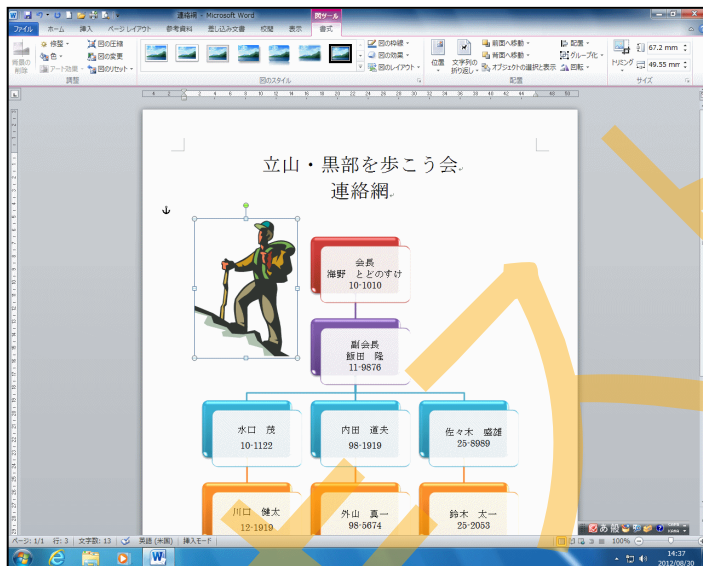 連絡網 - Microsoft Word
図ツール
ファイル ホーム 挿入 ページ レイアウト 参考資料 差し込み文書 校閲 表示 書式
背景の削除
修整
色
アート効果
図の圧縮
図の変更
図のリセット
調整
図のスタイル
図の枠線
図の効果
図のレイアウト
位置
文字列の折り返し
前面へ移動
背面へ移動
オブジェクトの選択と表示
配置
グループ化
回転
配置
トリミング
67.2 mm
49.55 mm
サイズ
立山・黒部を歩こう会
連絡網
会長
海野 とどのすけ
10-1010
副会長
飯田 隆
11-9876
水口 茂
10-1122
内田 道夫
98-1919
佐々木 盛雄
25-8989
川口 健太
12-1919
外山 真一
98-5674
鈴木 太一
25-2053
あ 般
ページ: 1/1 行: 3 文字数: 13 英語 (米国) 挿入モード 100%
14:37
2012/08/30